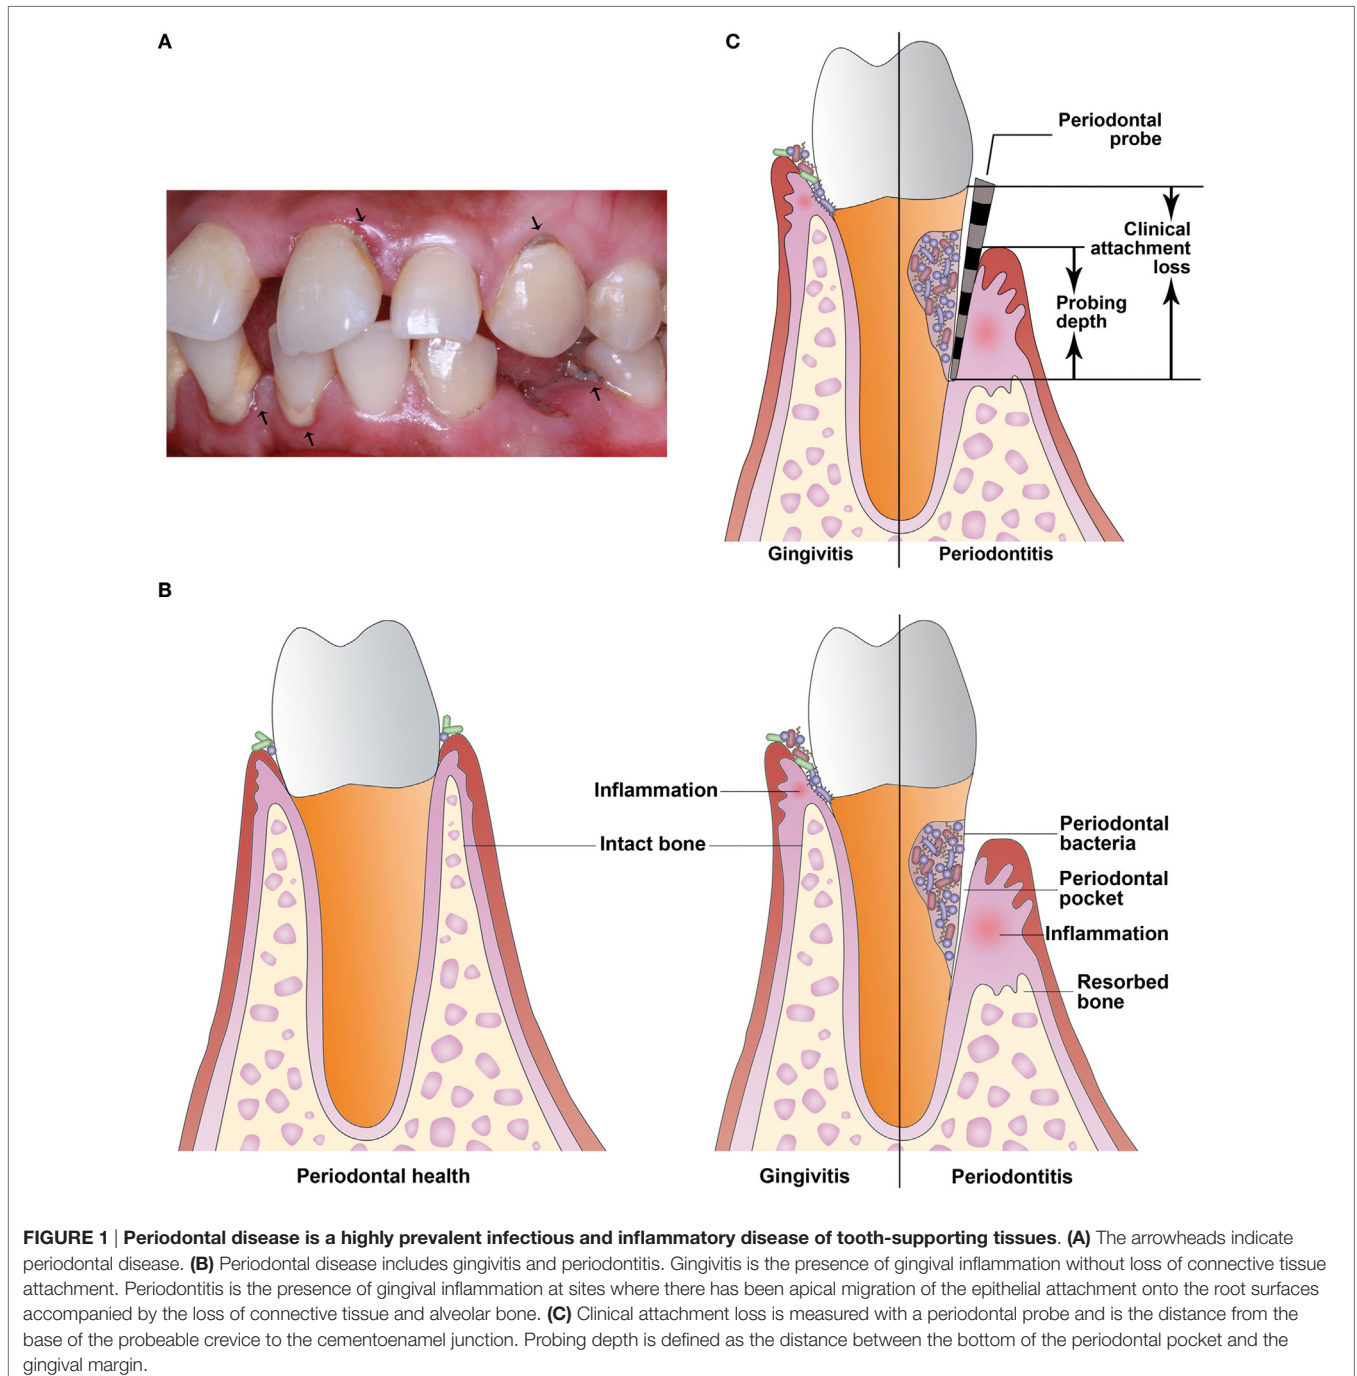 A
C
Periodontal
probe
Clinical
attachment
loss
Probing
depth
Gingivitis
Periodontitis
B
Inflammation
Intact bone
Periodontal
bacteria
Periodontal
pocket
Inflammation
Resorbed
bone
Periodontal health
Gingivitis
Periodontitis
FIGURE 1 | Periodontal disease is a highly prevalent infectious and inflammatory disease of tooth-supporting tissues. (A) The arrowheads indicate
periodontal disease. (B) Periodontal disease includes gingivitis and periodontitis. Gingivitis is the presence of gingival inflammation without loss of connective tissue
attachment. Periodontitis is the presence of gingival inflammation at sites where there has been apical migration of the epithelial attachment onto the root surfaces
accompanied by the loss of connective tissue and alveolar bone. (C) Clinical attachment loss is measured with a periodontal probe and is the distance from the
base of the probeable crevice to the cementoenamel junction. Probing depth is defined as the distance between the bottom of the periodontal pocket and the
gingival margin.